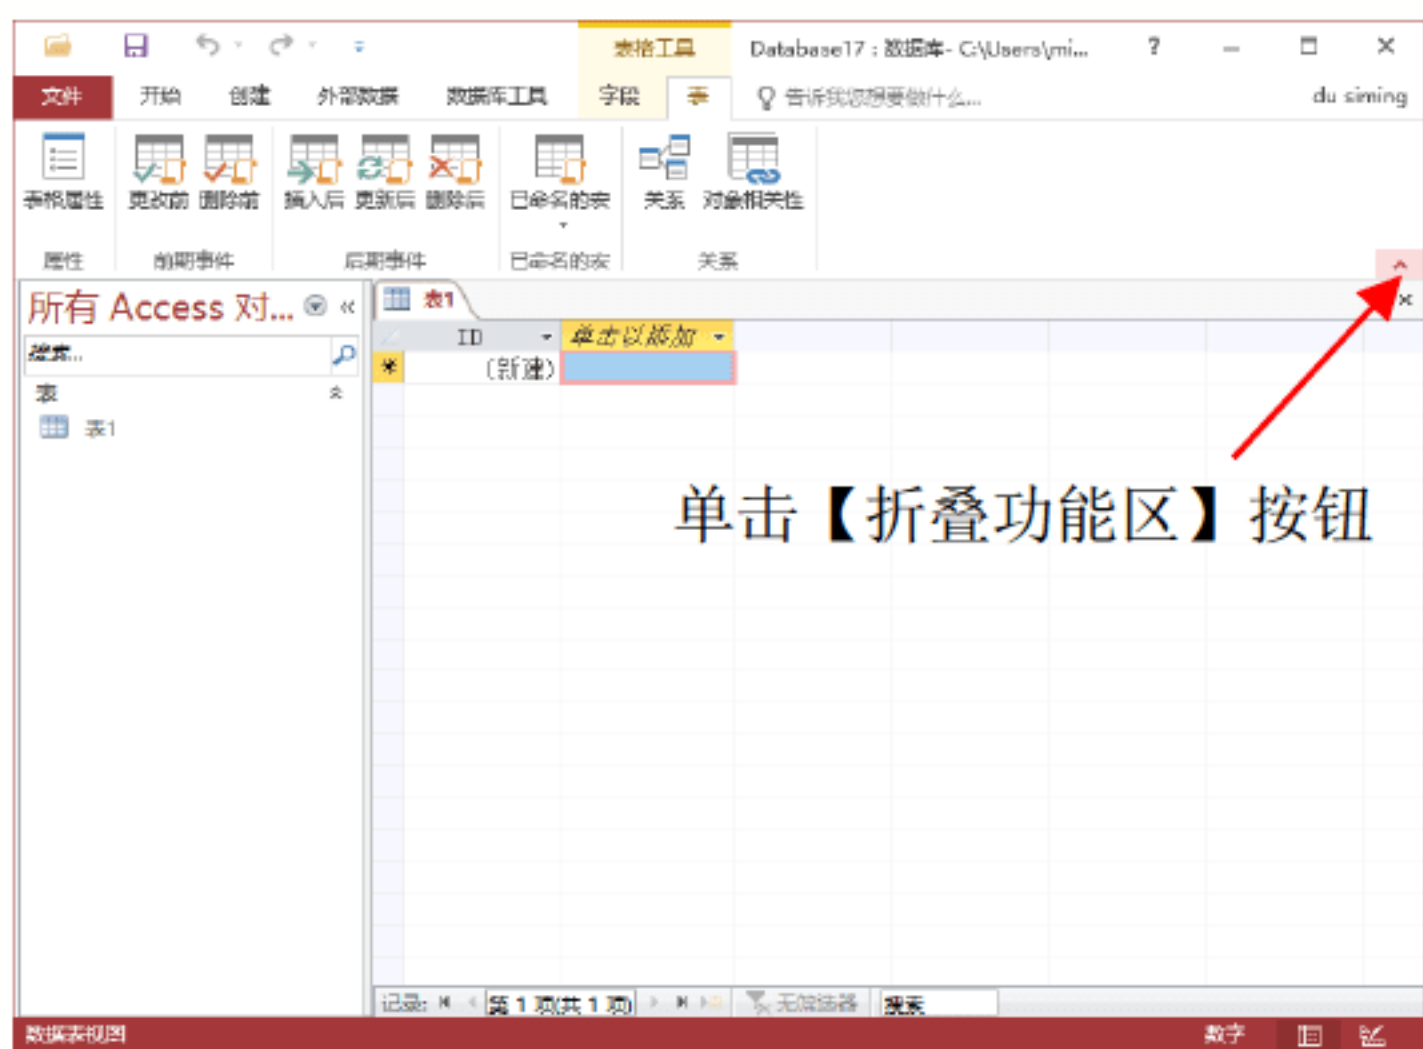 表格工具 Database17 : 数据库- C:\Users\mi... ?
文件 开始 创建 外部数据 数据库工具 字段 表 告诉我您想要做什么... du siming
表格属性 更改前 删除前 插入后 更新后 删除后 已命名的表 关系 对象相关性
属性 前期事件 后期事件 已命名的表 关系
所有 Access 对... «
表1
搜索...
ID 单击以添加
(新建)
表
表1
单击【折叠功能区】按钮
记录: 第 1 项(共 1 项) 无筛选器 搜索
数据表视图 数字